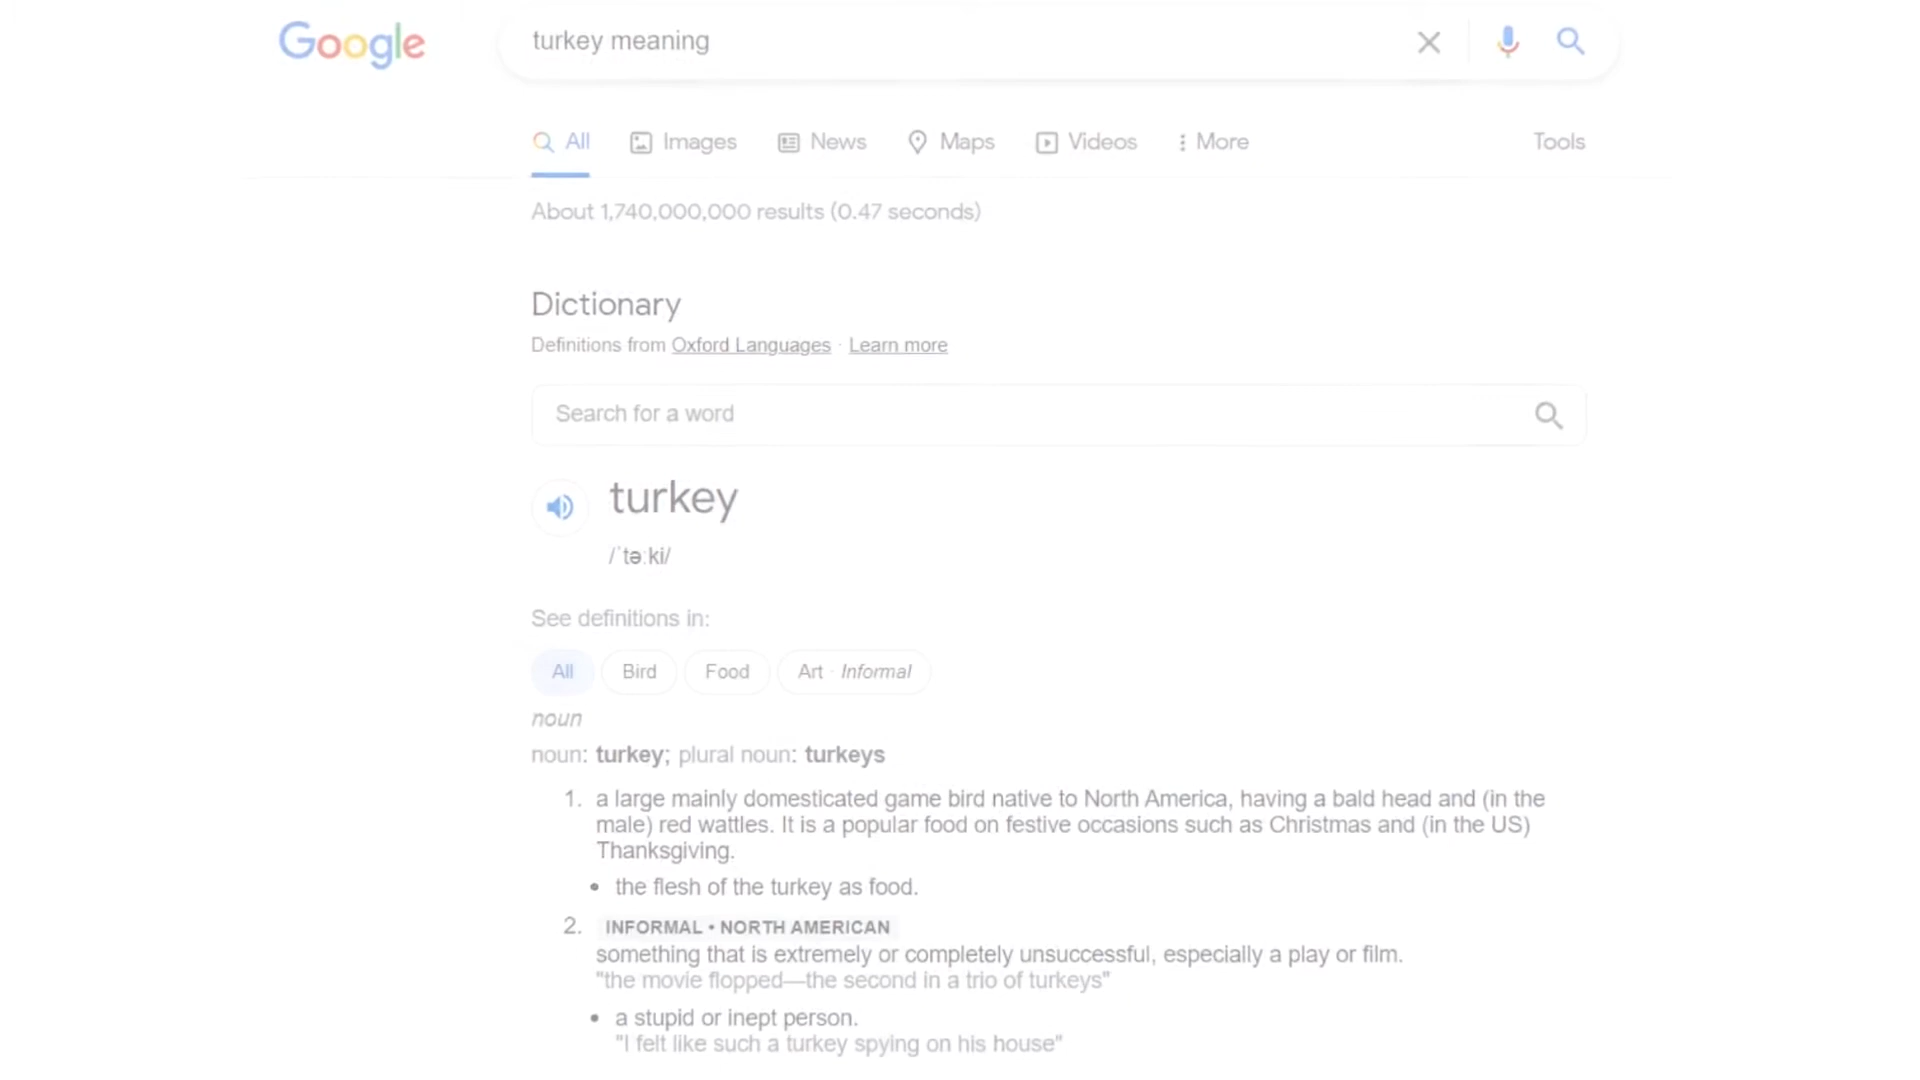 Google
turkey meaning
All Images News Maps Videos More Tools
About 1,740,000,000 results (0.47 seconds)
Dictionary
Definitions from Oxford Languages · Learn more
Search for a word
turkey
/ˈtəːki/
See definitions in:
All Bird Food Art · Informal
noun
noun: turkey; plural noun: turkeys
1. a large mainly domesticated game bird native to North America, having a bald head and (in the
male) red wattles. It is a popular food on festive occasions such as Christmas and (in the US)
Thanksgiving.
• the flesh of the turkey as food.
2. INFORMAL • NORTH AMERICAN
something that is extremely or completely unsuccessful, especially a play or film.
"the movie flopped—the second in a trio of turkeys"
• a stupid or inept person.
"I felt like such a turkey spying on his house"